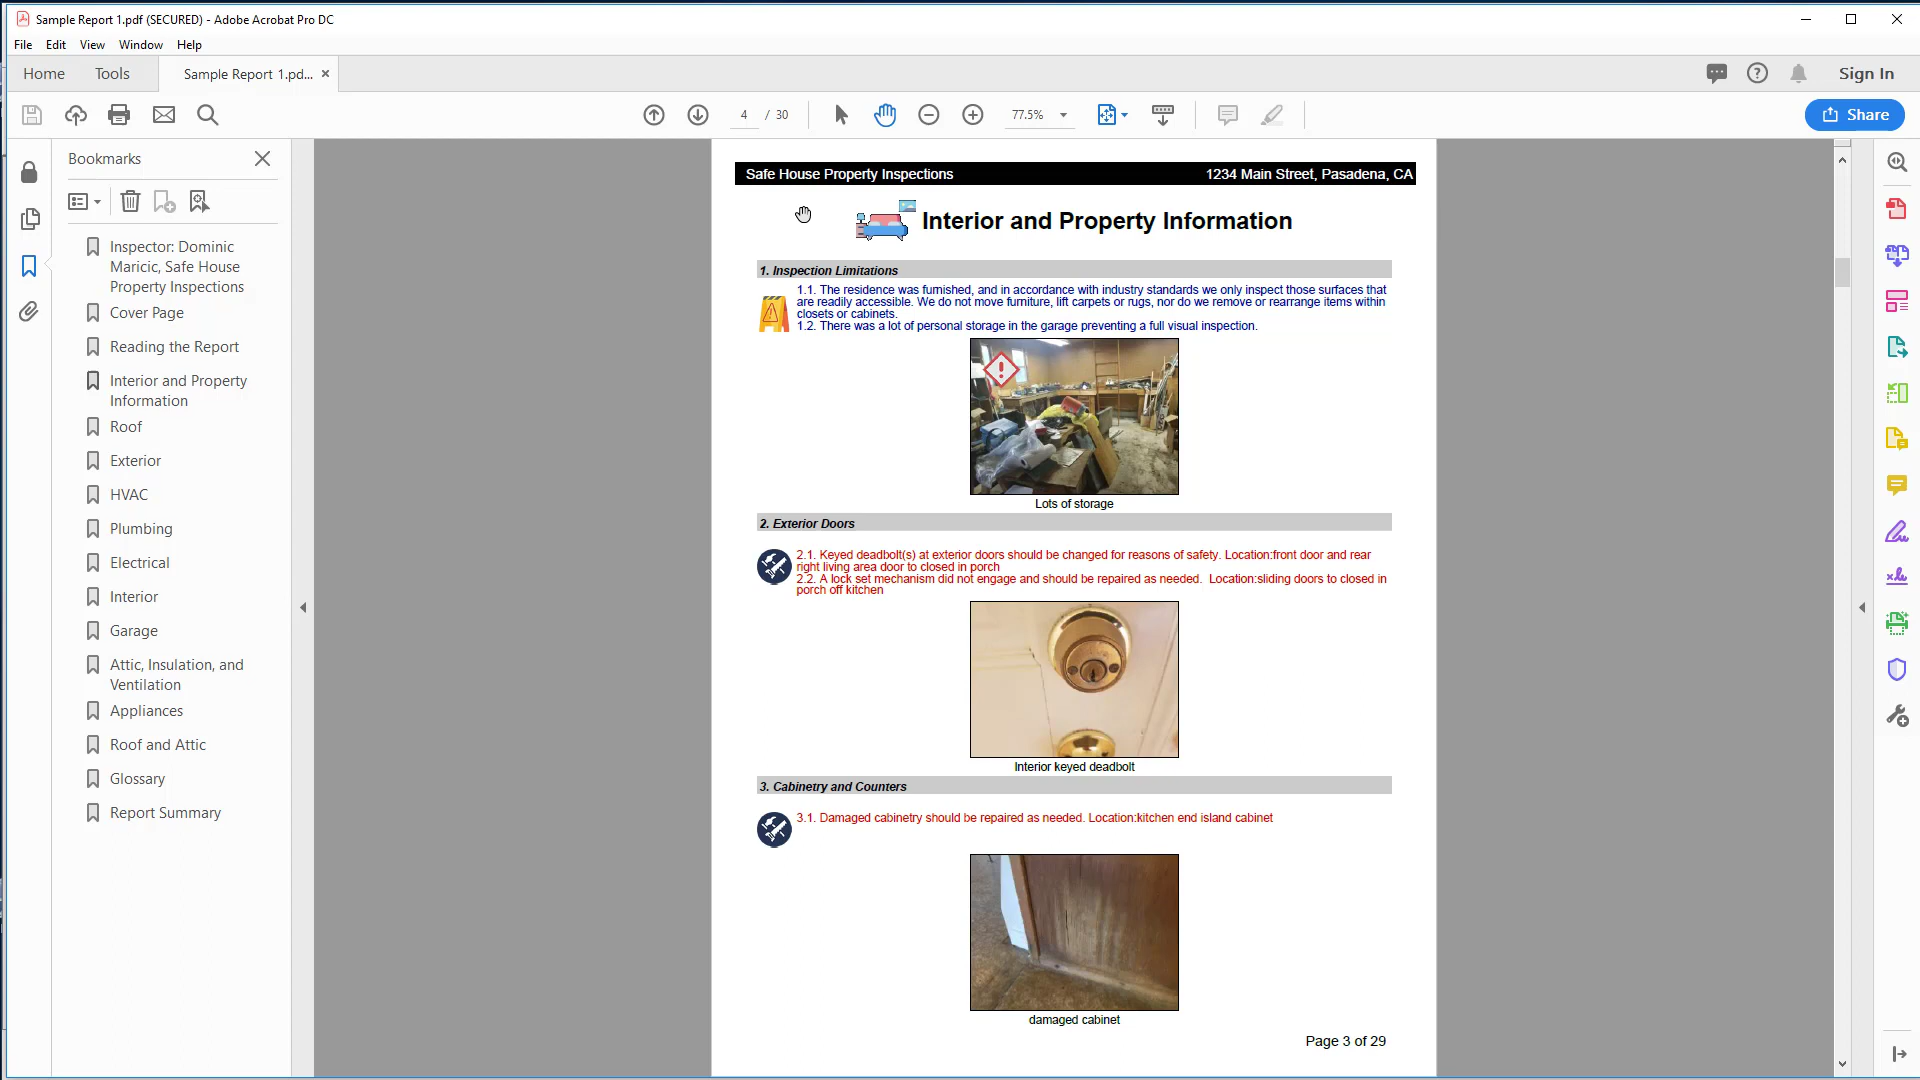 Sample Report 1.pdf (SECURED) - Adobe Acrobat Pro DC
File Edit View Window Help
Home Tools Sample Report 1.pd... × Sign In
4 / 30 77.5% Share
Bookmarks
Inspector: Dominic
Maricic, Safe House
Property Inspections
Cover Page
Reading the Report
Interior and Property
Information
Roof
Exterior
HVAC
Plumbing
Electrical
Interior
Garage
Attic, Insulation, and
Ventilation
Appliances
Roof and Attic
Glossary
Report Summary
Safe House Property Inspections 1234 Main Street, Pasadena, CA
Interior and Property Information
1. Inspection Limitations
1.1. The residence was furnished, and in accordance with industry standards we only inspect those surfaces that
are readily accessible. We do not move furniture, lift carpets or rugs, nor do we remove or rearrange items within
closets or cabinets.
1.2. There was a lot of personal storage in the garage preventing a full visual inspection.
Lots of storage
2. Exterior Doors
2.1. Keyed deadbolt(s) at exterior doors should be changed for reasons of safety. Location:front door and rear
right living area door to closed in porch
2.2. A lock set mechanism did not engage and should be repaired as needed. Location:sliding doors to closed in
porch off kitchen
Interior keyed deadbolt
3. Cabinetry and Counters
3.1. Damaged cabinetry should be repaired as needed. Location:kitchen end island cabinet
damaged cabinet
Page 3 of 29